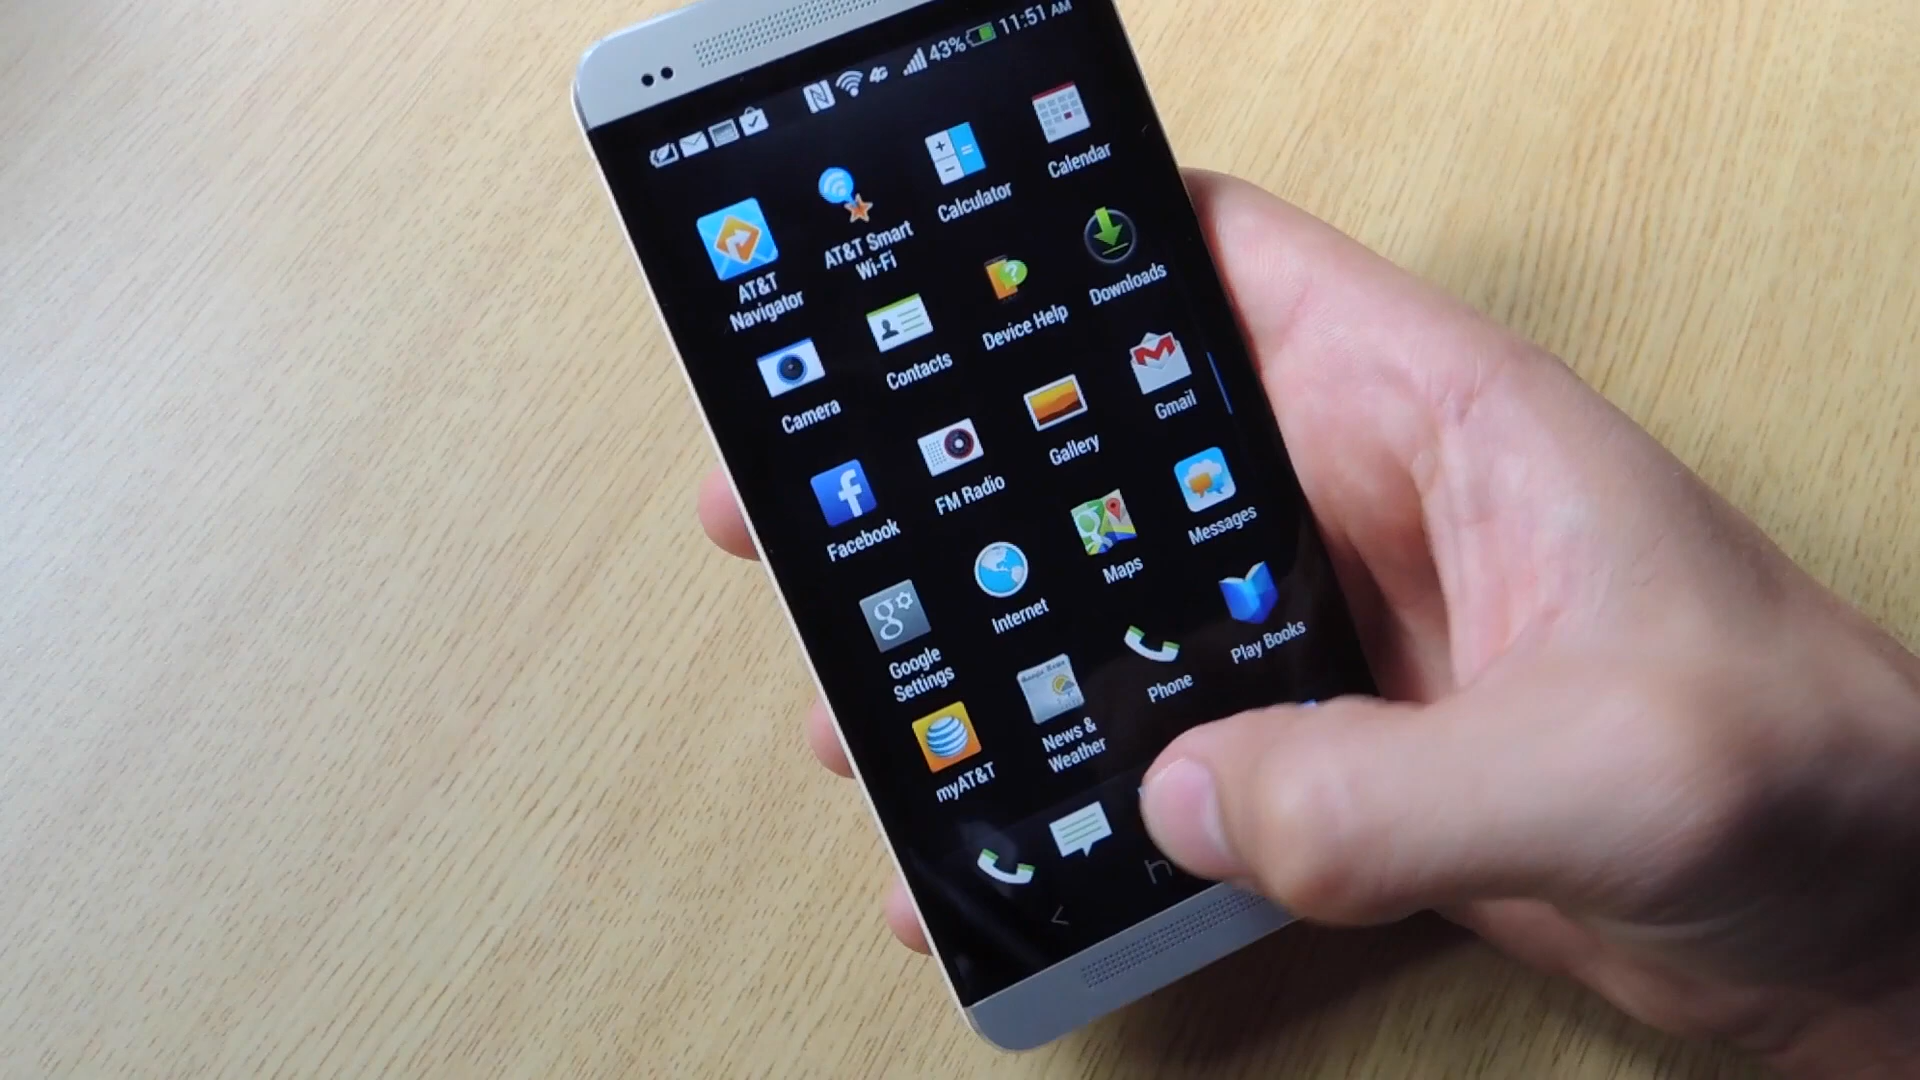 4G 43% 11:51 AM
AT&T
Navigator
AT&T Smart
Wi-Fi
Calculator
Calendar
Camera
Contacts
Device Help
Downloads
Facebook
FM Radio
Gallery
Gmail
Google
Settings
Internet
Maps
Messages
myAT&T
News &
Weather
Phone
Play Books